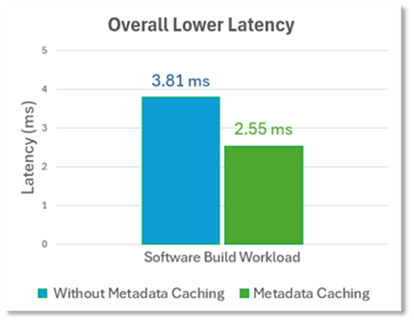 Overall Lower Latency
5
4
3
2
1
0
Latency (ms)
3.81 ms
2.55 ms
Software Build Workload
Without Metadata Caching
Metadata Caching